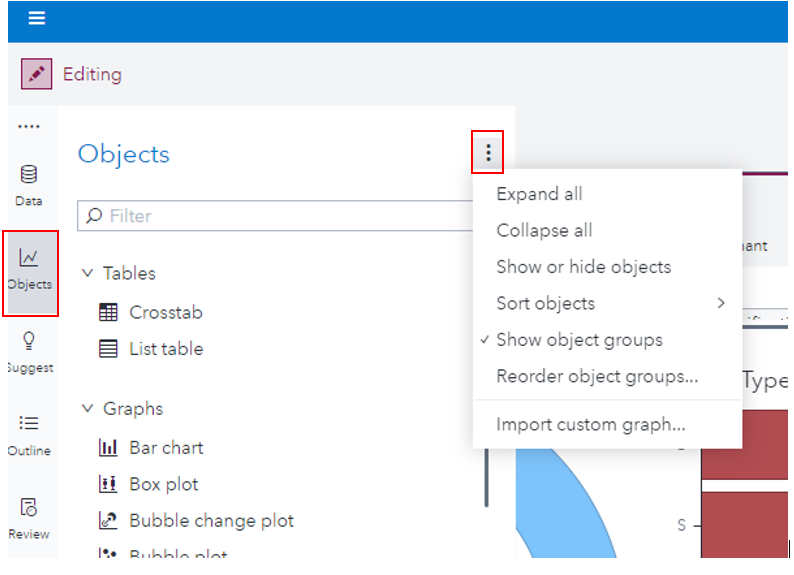 Editing
Objects
Filter
Tables
Crosstab
List table
Graphs
Bar chart
Box plot
Bubble change plot
Bubble plot
Data
Objects
Suggest
Outline
Review
Expand all
Collapse all
Show or hide objects
Sort objects
Show object groups
Reorder object groups...
Import custom graph...
Type
S